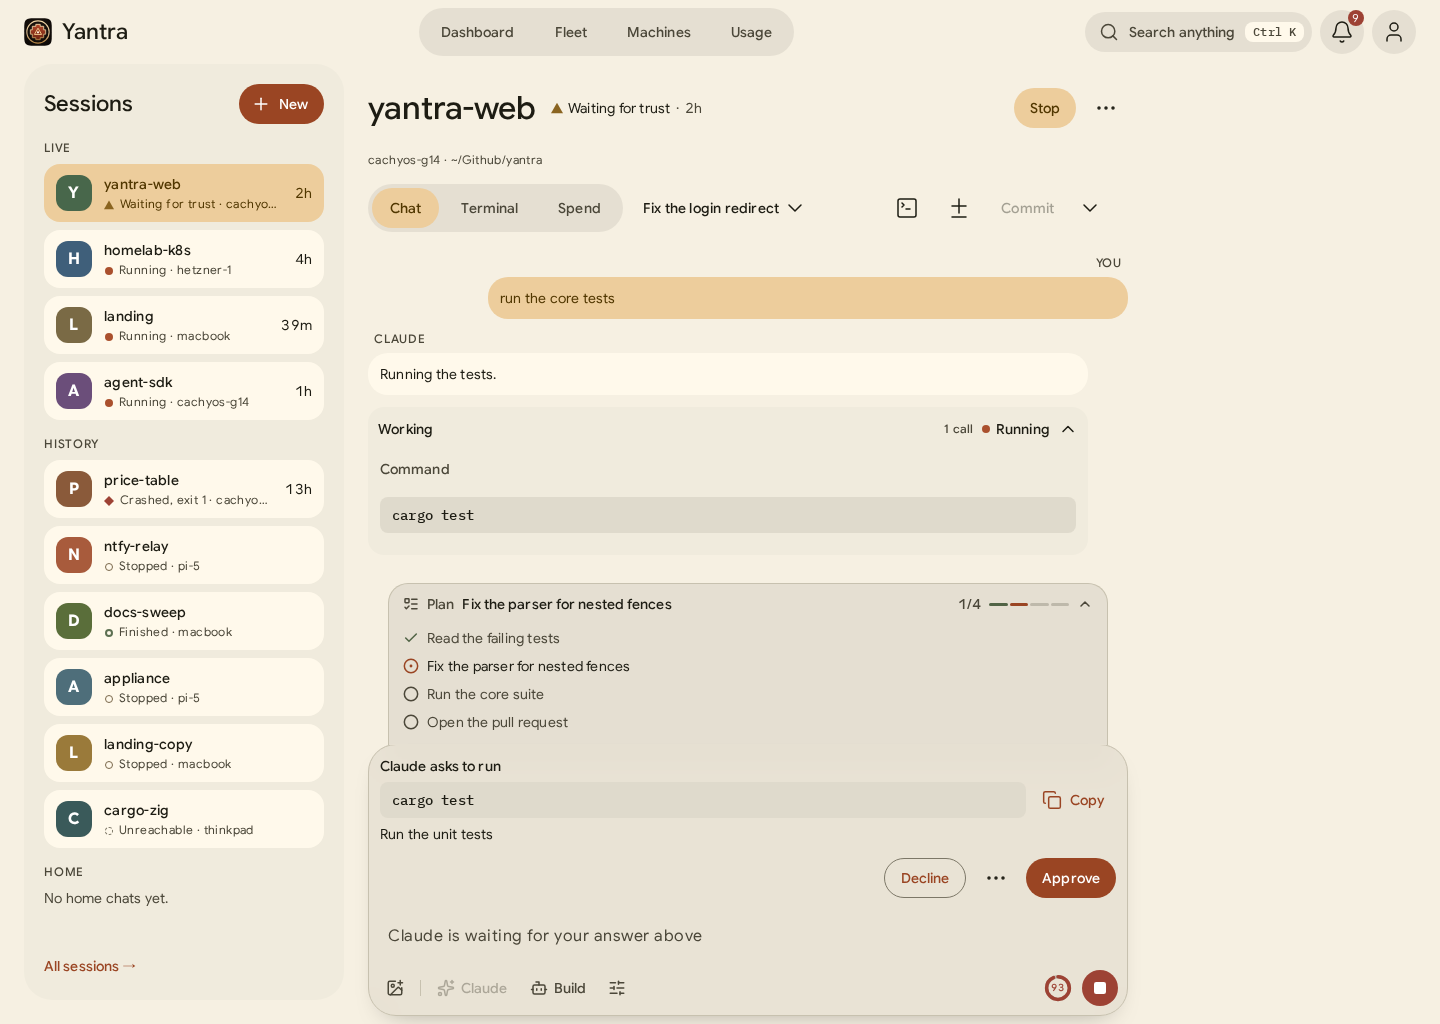 Yantra
Dashboard
Fleet
Machines
Usage
Search anything
Ctrl K
9
Sessions
New
LIVE
Y
yantra-web
Waiting for trust · cachyo...
2h
H
homelab-k8s
Running · hetzner-1
4h
L
landing
Running · macbook
39m
A
agent-sdk
Running · cachyos-g14
1h
HISTORY
P
price-table
Crashed, exit 1 · cachyo...
13h
N
ntfy-relay
Stopped · pi-5
D
docs-sweep
Finished · macbook
A
appliance
Stopped · pi-5
L
landing-copy
Stopped · macbook
C
cargo-zig
Unreachable · thinkpad
HOME
No home chats yet.
All sessions →
yantra-web
Waiting for trust · 2h
Stop
cachyos-g14 · ~/Github/yantra
Chat
Terminal
Spend
Fix the login redirect
Commit
YOU
run the core tests
CLAUDE
Running the tests.
Working
1 call
Running
Command
cargo test
Plan Fix the parser for nested fences
1/4
Read the failing tests
Fix the parser for nested fences
Run the core suite
Open the pull request
Claude asks to run
cargo test
Copy
Run the unit tests
Decline
Approve
Claude is waiting for your answer above
Claude
Build
93